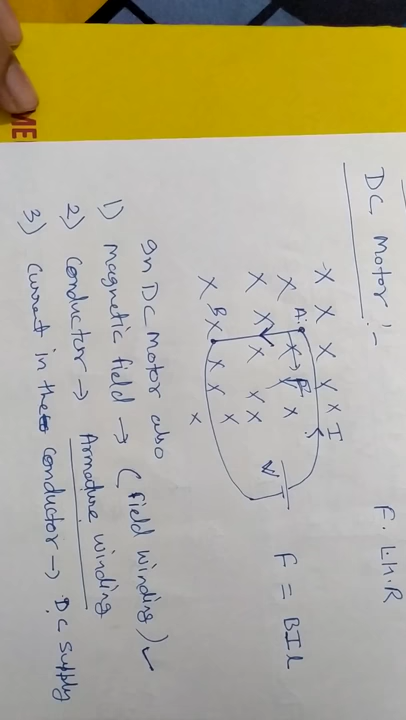 DC Motor :-
F. L.H.R
X X X X X I
X A X F X
X X X X X
X B X X X X X
V
F = BIL
In DC Motor also
1) Magnetic field → (field winding) ✓
2) Conductor → Armature winding
3) Current in the conductor → D.C supply
ME